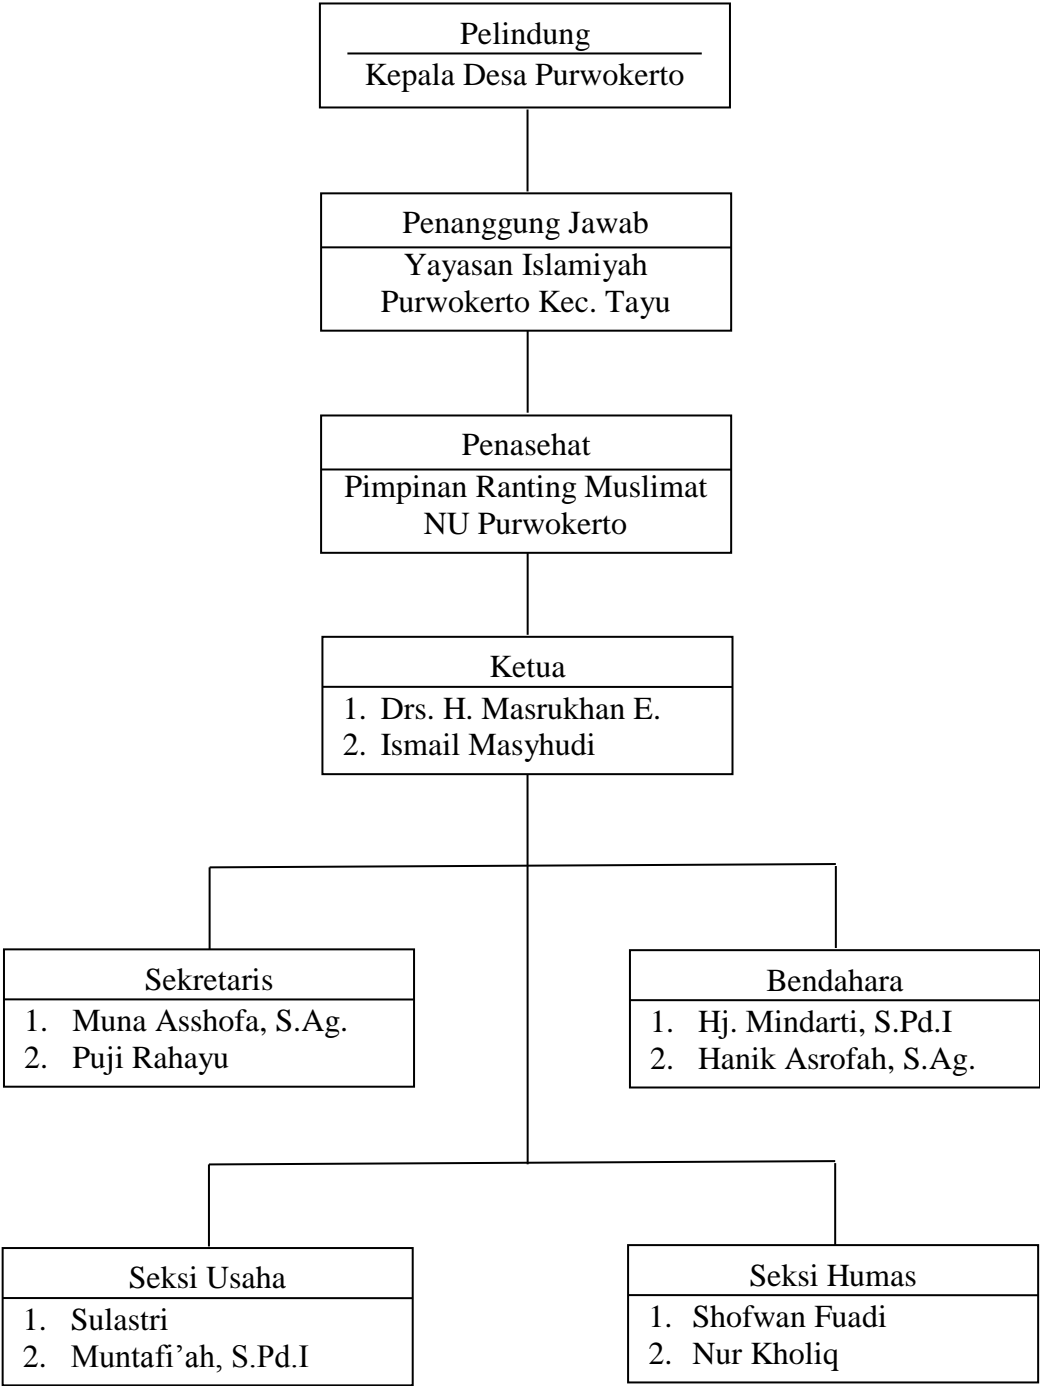 Pelindung
Kepala Desa Purwokerto
Penanggung Jawab
Yayasan Islamiyah
Purwokerto Kec. Tayu
Penasehat
Pimpinan Ranting Muslimat
NU Purwokerto
Ketua
1. Drs. H. Masrukhan E.
2. Ismail Masyhudi
Sekretaris
1. Muna Asshofa, S.Ag.
2. Puji Rahayu
Bendahara
1. Hj. Mindarti, S.Pd.I
2. Hanik Asrofah, S.Ag.
Seksi Usaha
1. Sulastri
2. Muntafi’ah, S.Pd.I
Seksi Humas
1. Shofwan Fuadi
2. Nur Kholiq